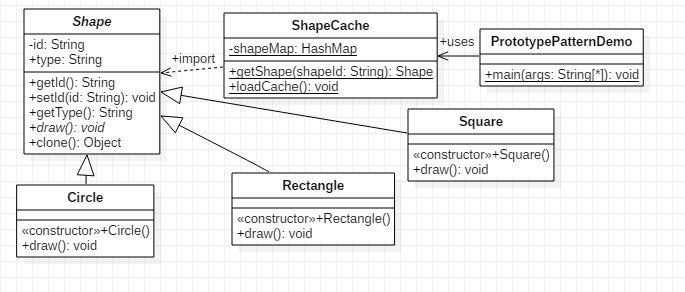 Shape
-id: String
+type: String
+getId(): String
+setId(id: String): void
+getType(): String
+draw(): void
+clone(): Object
+import
ShapeCache
-shapeMap: HashMap
+getShape(shapeId: String): Shape
+loadCache(): void
+uses
PrototypePatternDemo
+main(args: String[*]): void
Square
«constructor»+Square()
+draw(): void
Rectangle
«constructor»+Rectangle()
+draw(): void
Circle
«constructor»+Circle()
+draw(): void